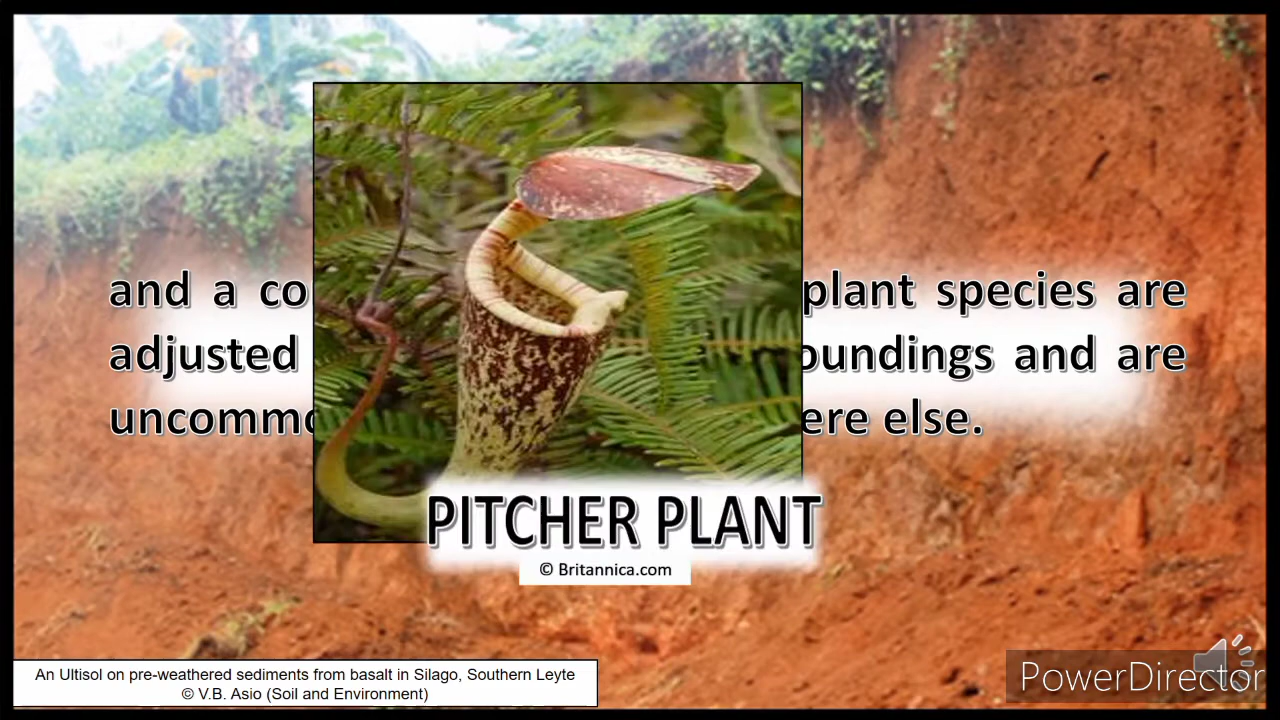 and a co plant species are
adjusted oundings and are
uncommo ere else.
PITCHER PLANT
© Britannica.com
An Ultisol on pre-weathered sediments from basalt in Silago, Southern Leyte
© V.B. Asio (Soil and Environment)
PowerDirector